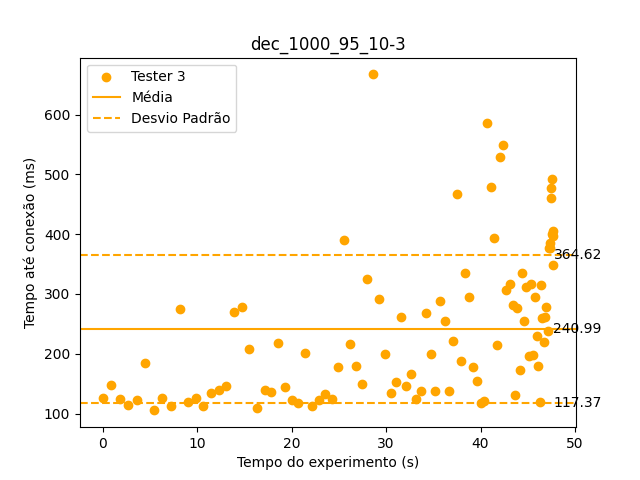 dec_1000_95_10-3
Tester 3
Média
Desvio Padrão
Tempo até conexão (ms)
600
500
400
300
200
100
364.62
240.99
117.37
0
10
20
30
40
50
Tempo do experimento (s)